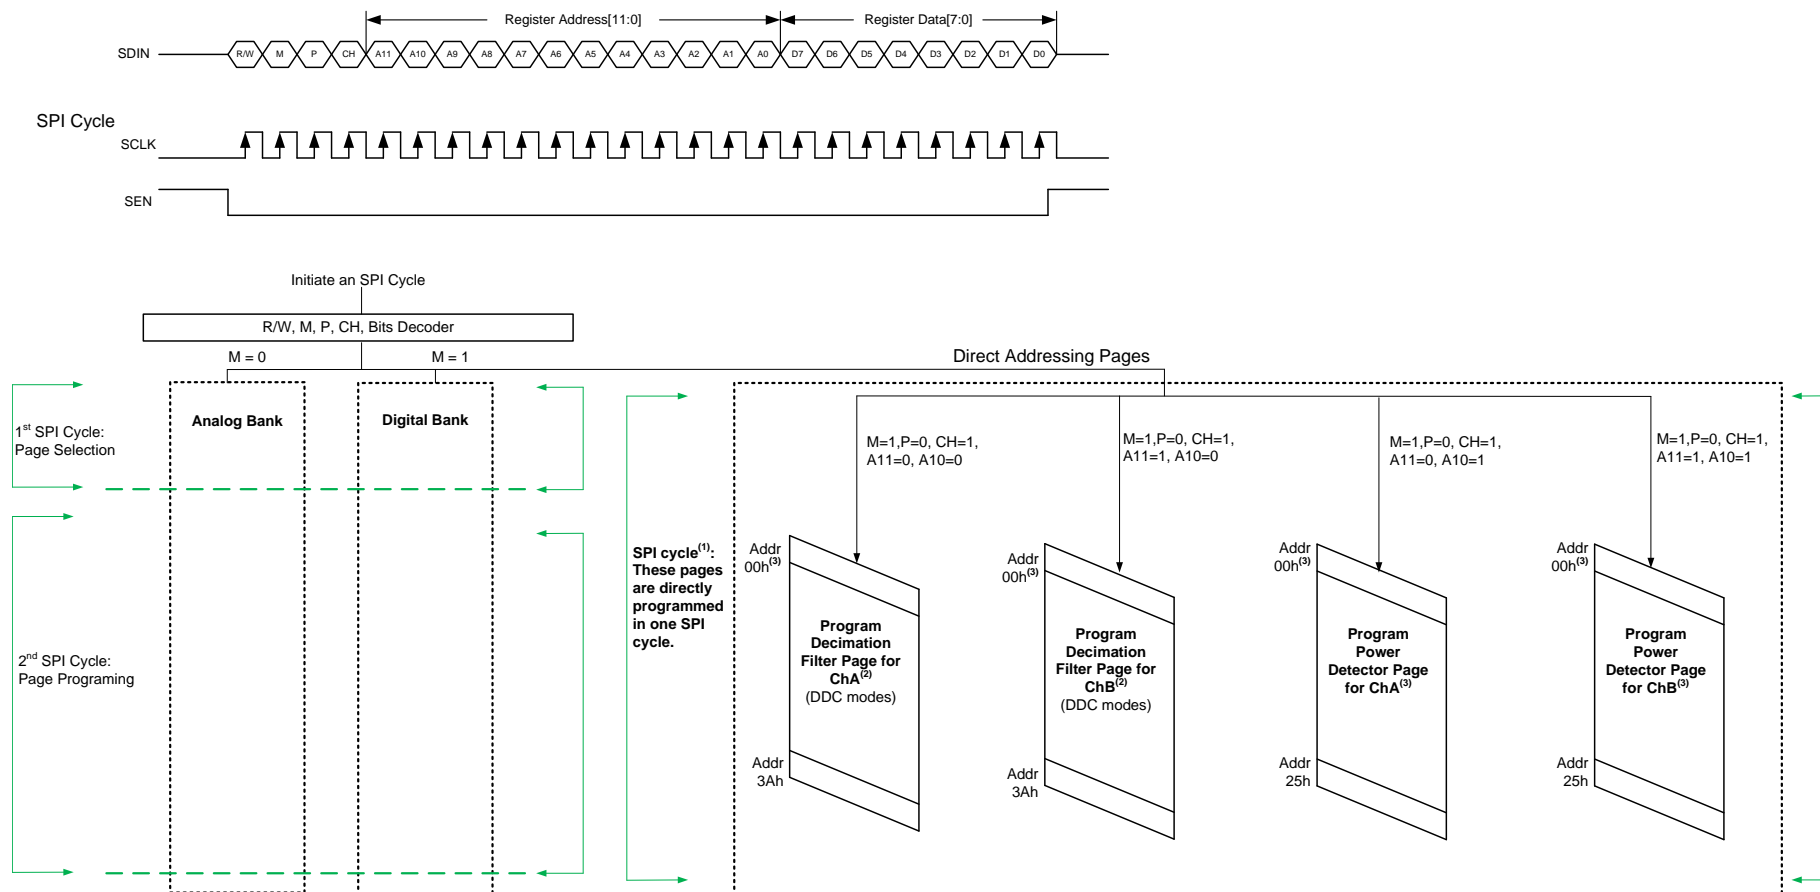 Register Address[11:0]
Register Data[7:0]
SDIN
R/W M P CH A11 A10 A9 A8 A7 A6 A5 A4 A3 A2 A1 A0 D7 D6 D5 D4 D3 D2 D1 D0
SPI Cycle
SCLK
SEN
Initiate an SPI Cycle
R/W, M, P, CH, Bits Decoder
M = 0
M = 1
Direct Addressing Pages
1st SPI Cycle:
Page Selection
Analog Bank
Digital Bank
M=1,P=0, CH=1,
A11=0, A10=0
M=1,P=0, CH=1,
A11=1, A10=0
M=1,P=0, CH=1,
A11=0, A10=1
M=1,P=0, CH=1,
A11=1, A10=1
2nd SPI Cycle:
Page Programing
SPI cycle(1):
These pages
are directly
programmed
in one SPI
cycle.
Addr
00h(3)
Program
Decimation
Filter Page for
ChA(2)
(DDC modes)
Addr
3Ah
Addr
00h(3)
Program
Decimation
Filter Page for
ChB(2)
(DDC modes)
Addr
3Ah
Addr
00h(3)
Program
Power
Detector Page
for ChA(3)
Addr
25h
Addr
00h(3)
Program
Power
Detector Page
for ChB(3)
Addr
25h